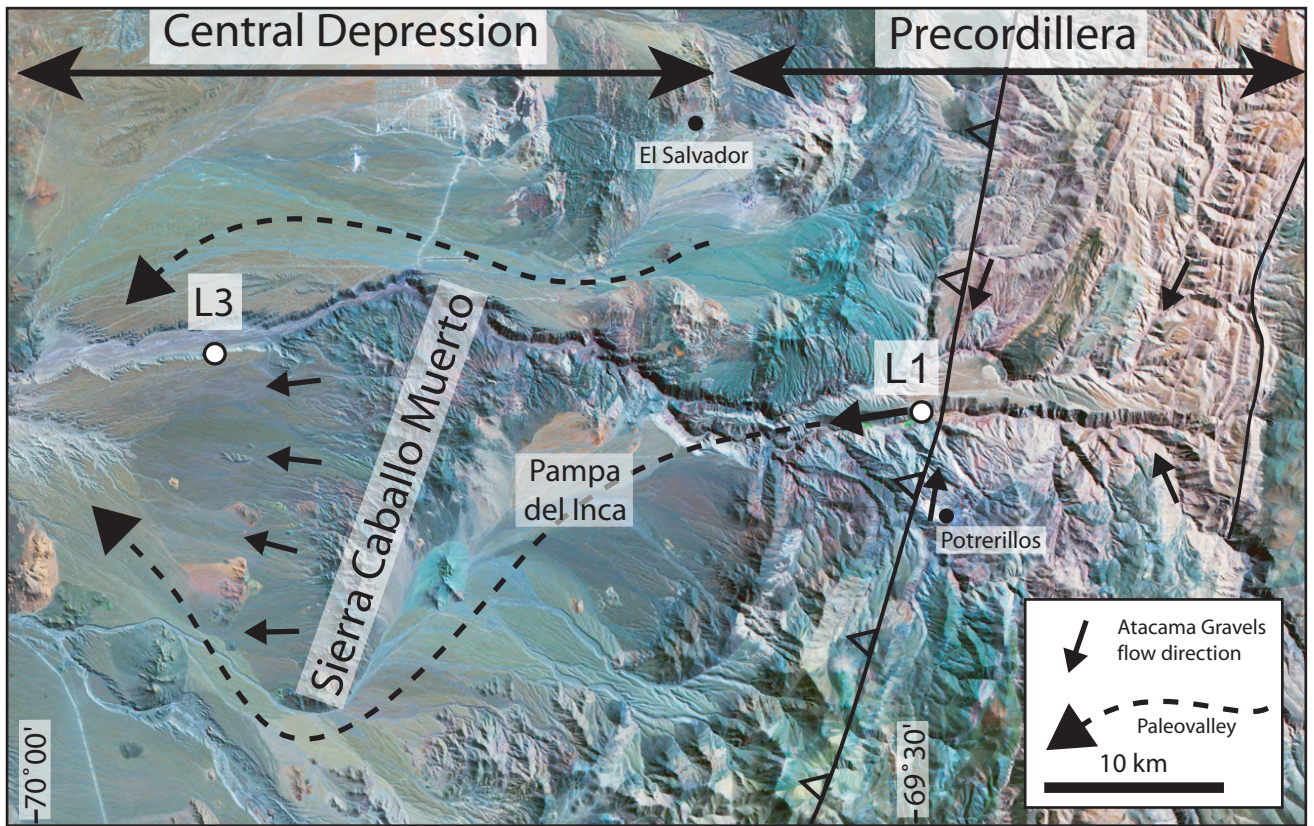 Central Depression
Precordillera
El Salvador
L3
L1
Sierra Caballo Muerto
Pampa
del Inca
Potrerillos
Atacama Gravels
flow direction
Paleovalley
10 km
70°00'
69°30'